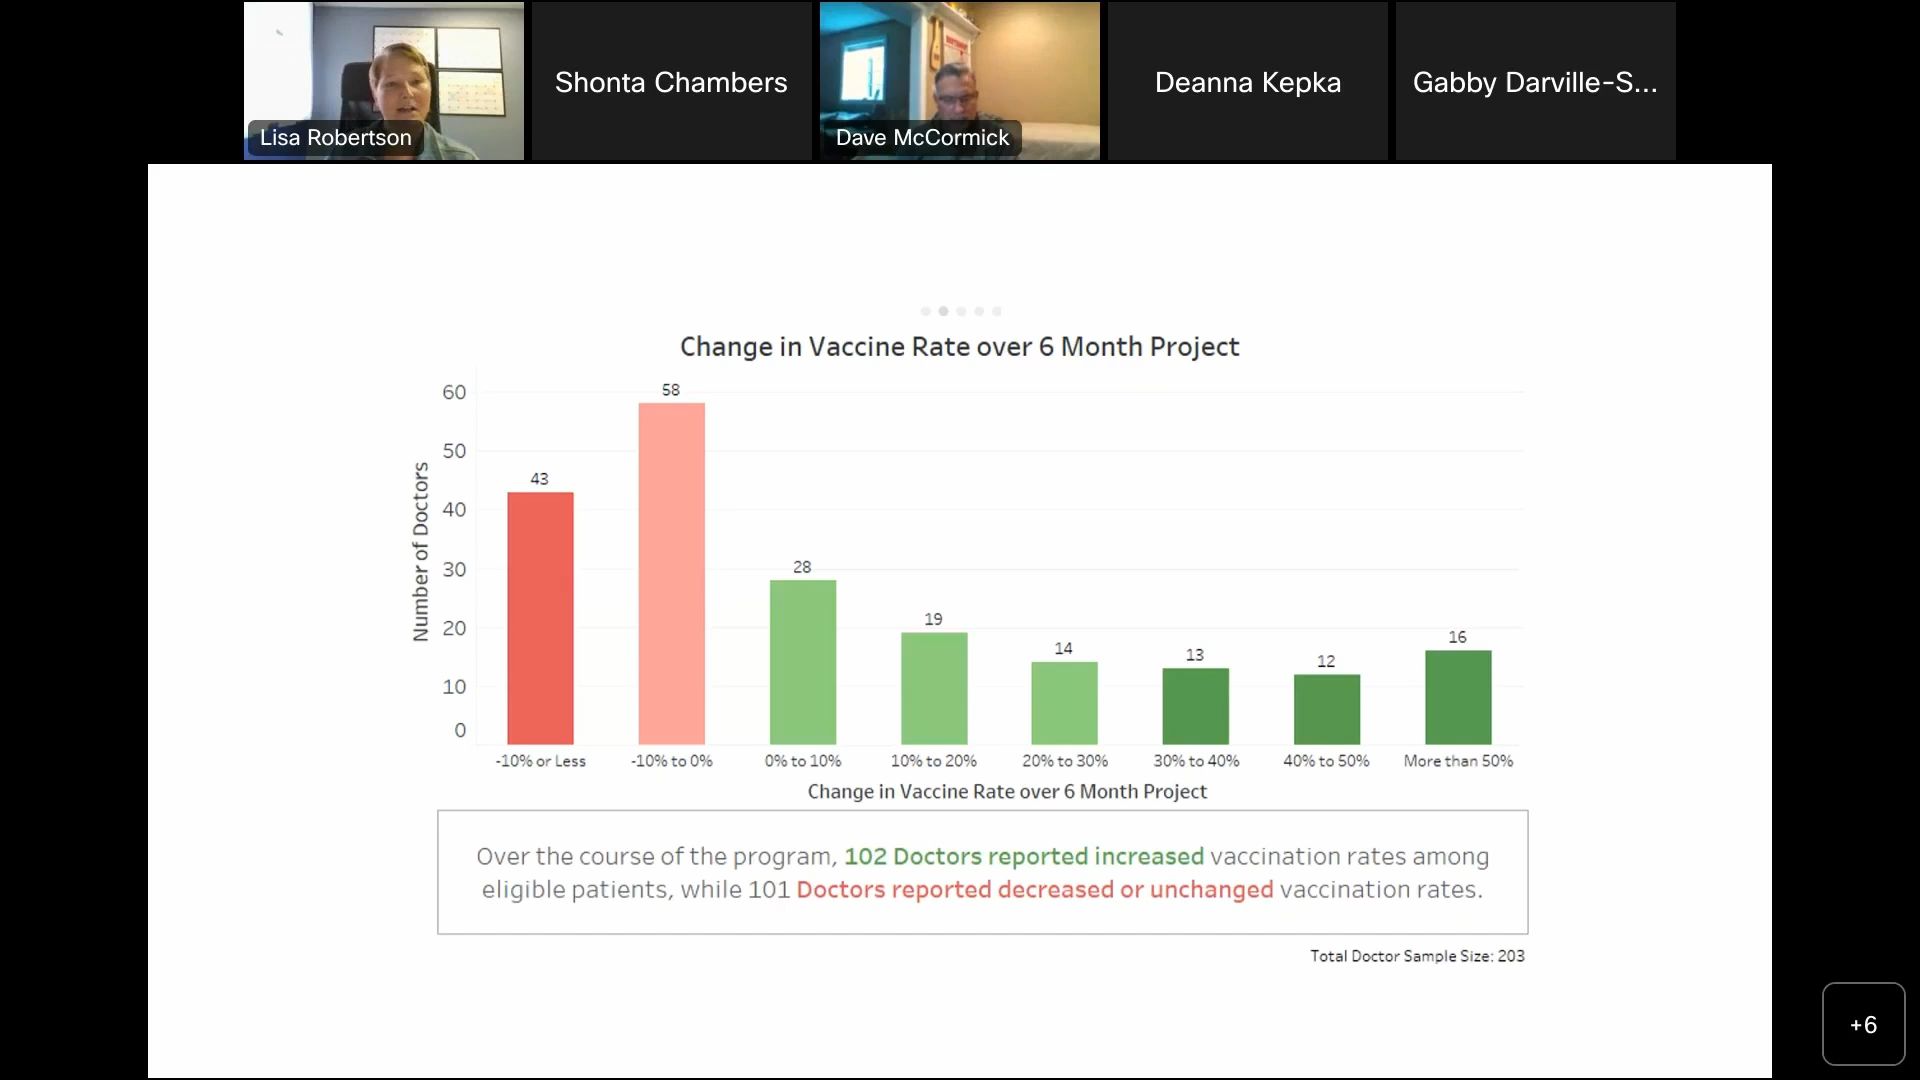 Lisa Robertson
Shonta Chambers
Dave McCormick
Deanna Kepka
Gabby Darville-S...
Change in Vaccine Rate over 6 Month Project
Number of Doctors
60
50
40
30
20
10
0
43
58
28
19
14
13
12
16
-10% or Less
-10% to 0%
0% to 10%
10% to 20%
20% to 30%
30% to 40%
40% to 50%
More than 50%
Change in Vaccine Rate over 6 Month Project
Over the course of the program, 102 Doctors reported increased vaccination rates among
eligible patients, while 101 Doctors reported decreased or unchanged vaccination rates.
Total Doctor Sample Size: 203
+6